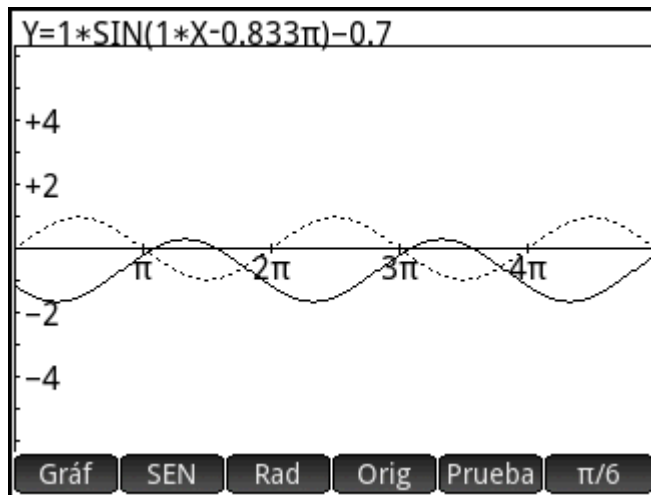 Y=1*SIN(1*X-0.833π)-0.7
+4
+2
π 2π 3π 4π
-2
-4
Gráf SEN Rad Orig Prueba π/6